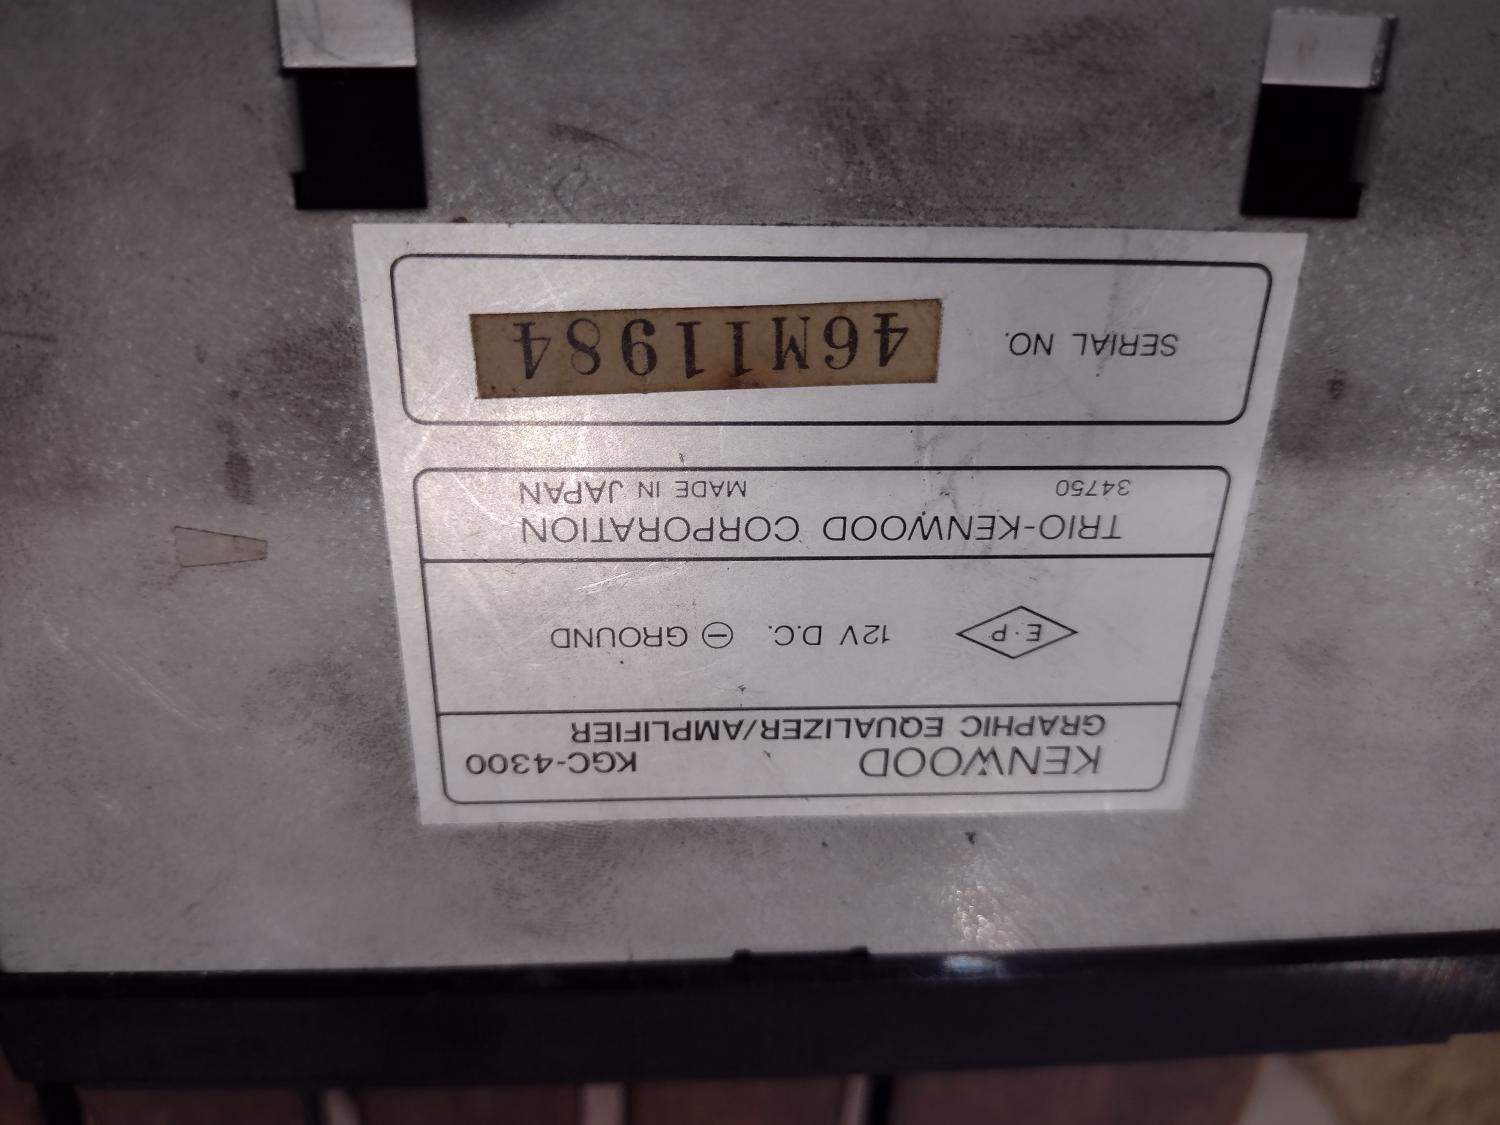 KENWOOD KGC-4300
GRAPHIC EQUALIZER/AMPLIFIER
E·P 12V D.C. ⊖ GROUND
TRIO-KENWOOD CORPORATION
34750 MADE IN JAPAN
SERIAL NO. 46M11984